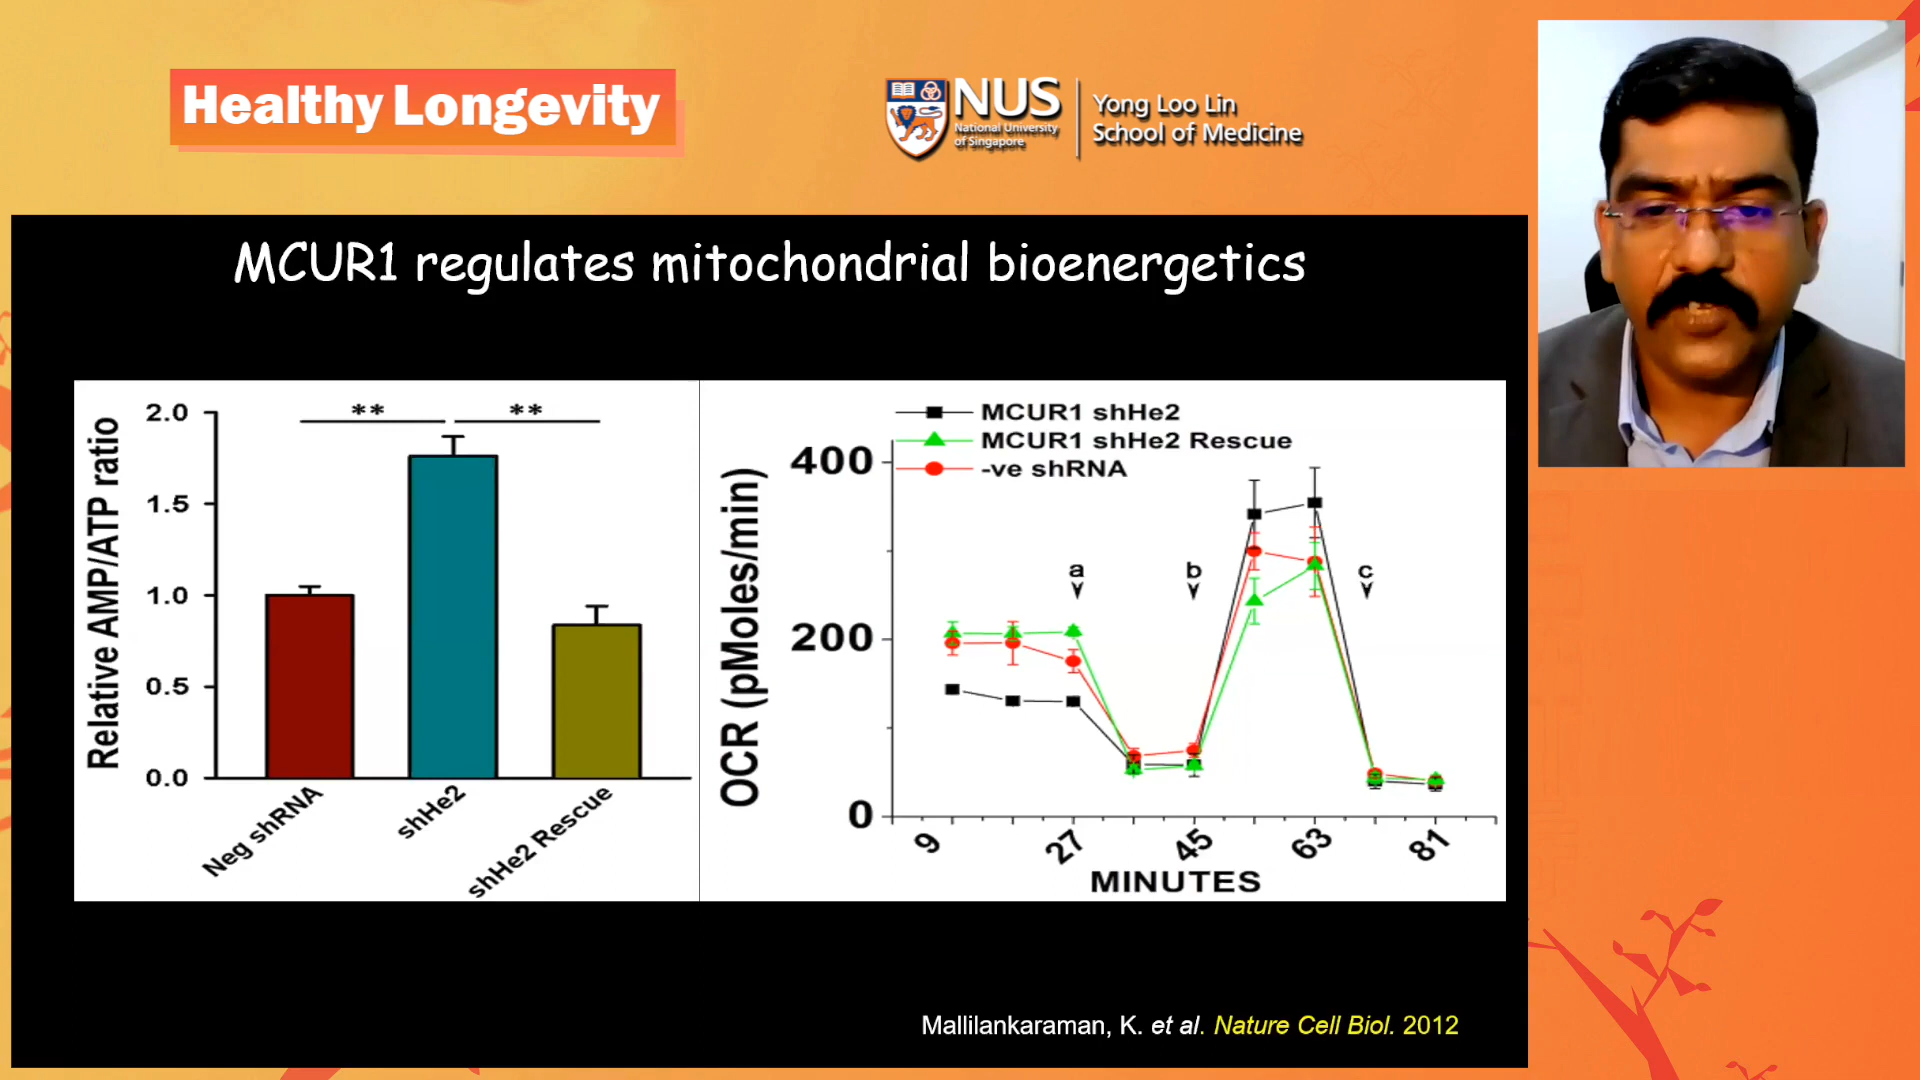 Healthy Longevity
NUS
National University
of Singapore
Yong Loo Lin
School of Medicine
MCUR1 regulates mitochondrial bioenergetics
Relative AMP/ATP ratio
2.0
1.5
1.0
0.5
0.0
**
**
Neg shRNA
shHe2
shHe2 Rescue
OCR (pMoles/min)
400
200
0
MCUR1 shHe2
MCUR1 shHe2 Rescue
-ve shRNA
a
b
c
9
27
45
63
81
MINUTES
Mallilankaraman, K. et al. Nature Cell Biol. 2012